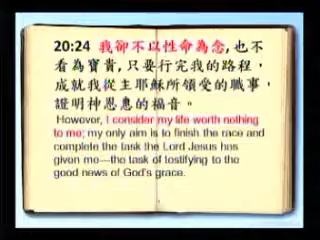 20:24 我卻不以性命為念, 也不
看為寶貴, 只要行完我的路程,
成就我從主耶穌所領受的職事,
證明神恩惠的福音。
However, I consider my life worth nothing
to me; my only aim is to finish the race and
complete the task the Lord Jesus has
given me—the task of testifying to the
good news of God's grace.